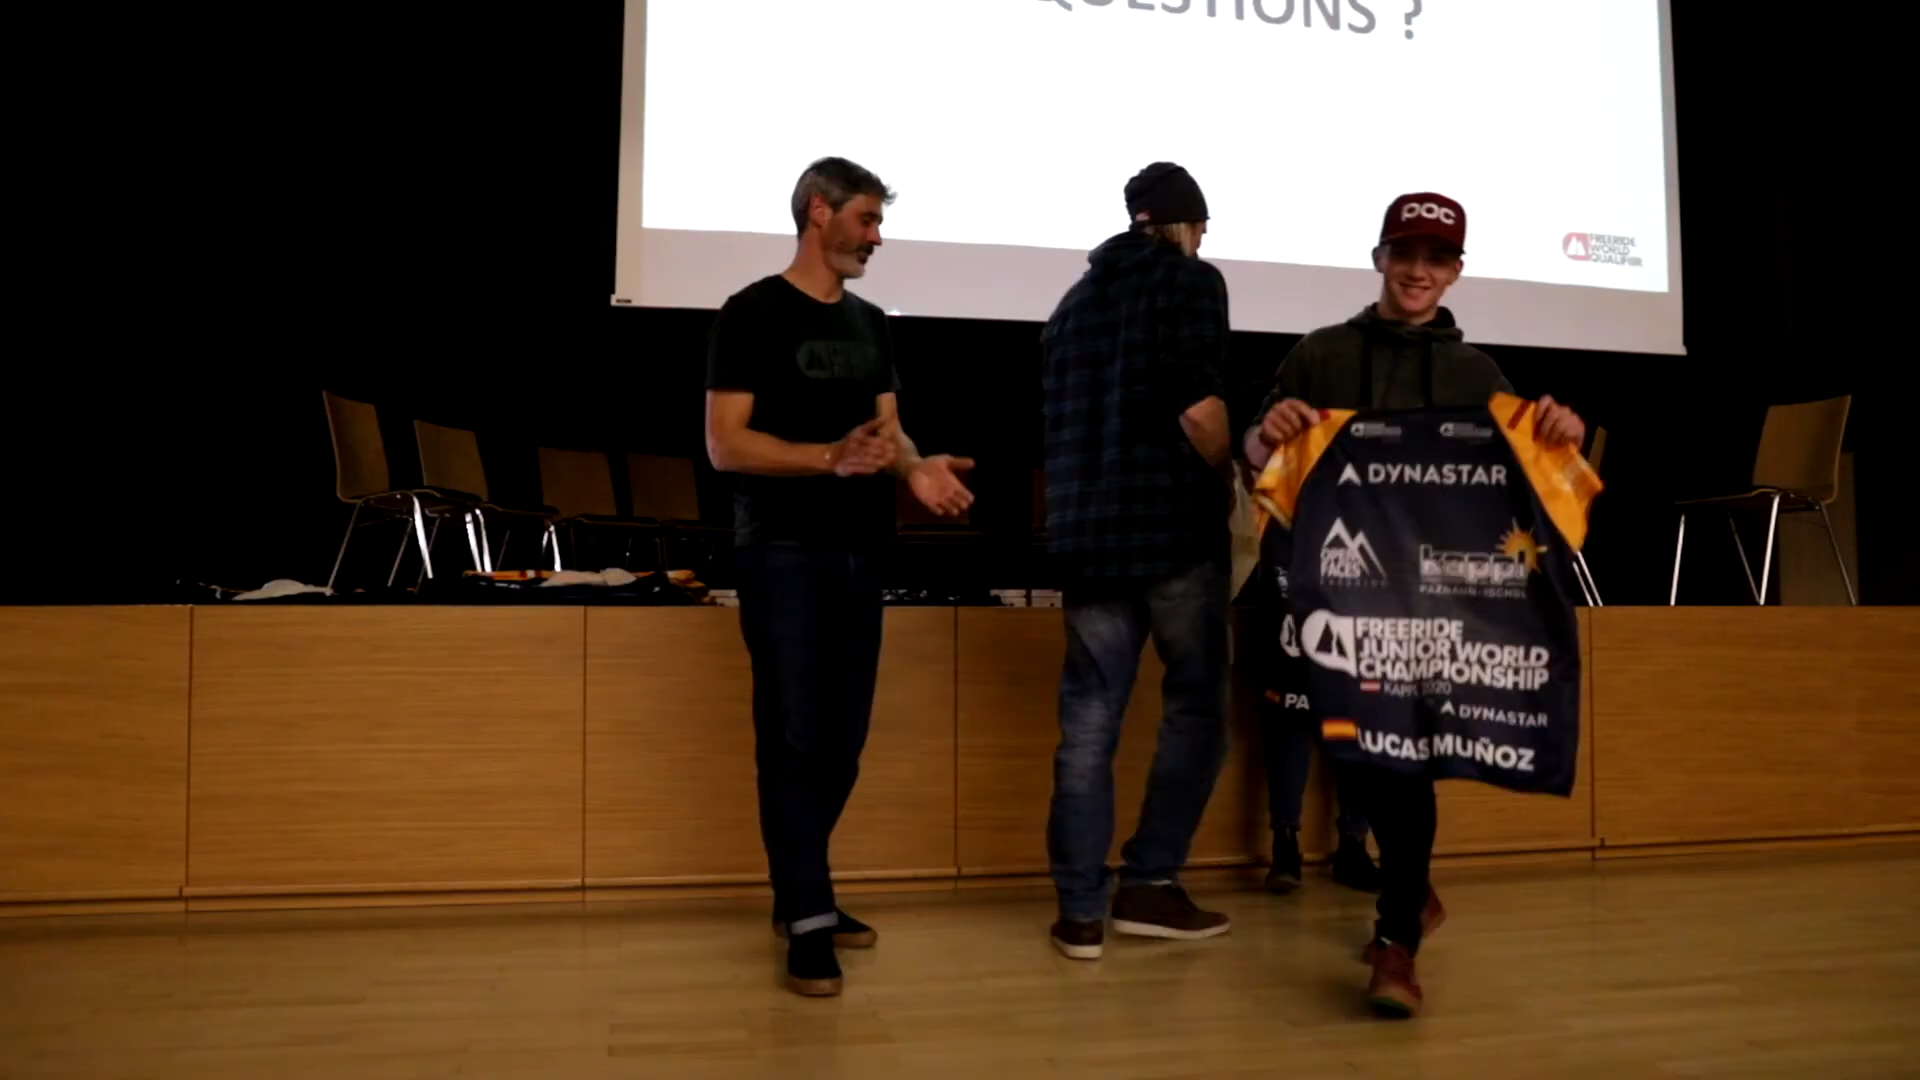 QUESTIONS ?
FREERIDE
WORLD
QUALIFIER
poc
DYNASTAR
OPEN
FACES
kappl
PAZNAUN-ISCHGL
FREERIDE
JUNIOR WORLD
CHAMPIONSHIP
KAPPL 2020
DYNASTAR
LUCAS MUÑOZ
PA